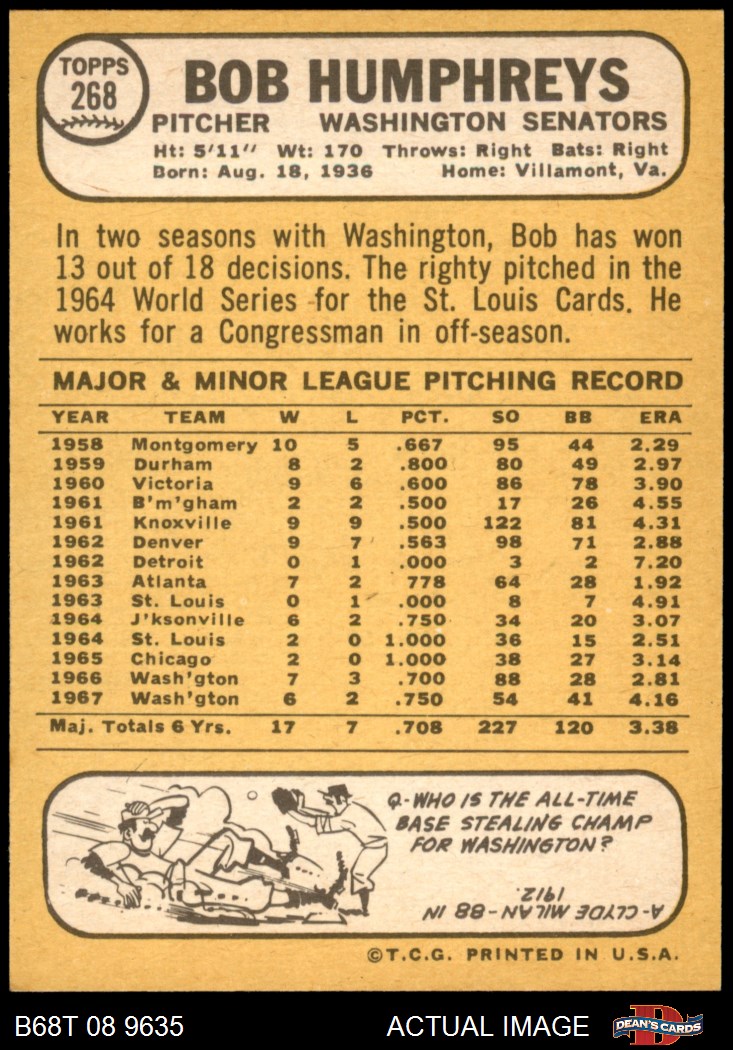 TOPPS
268
BOB HUMPHREYS
PITCHER WASHINGTON SENATORS
Ht: 5'11" Wt: 170 Throws: Right Bats: Right
Born: Aug. 18, 1936 Home: Villamont, Va.
In two seasons with Washington, Bob has won
13 out of 18 decisions. The righty pitched in the
1964 World Series for the St. Louis Cards. He
works for a Congressman in off-season.
MAJOR & MINOR LEAGUE PITCHING RECORD
YEAR TEAM W L PCT. SO BB ERA
1958 Montgomery 10 5 .667 95 44 2.29
1959 Durham 8 2 .800 80 49 2.97
1960 Victoria 9 6 .600 86 78 3.90
1961 B'm'gham 2 2 .500 17 26 4.55
1961 Knoxville 9 9 .500 122 81 4.31
1962 Denver 9 7 .563 98 71 2.88
1962 Detroit 0 1 .000 3 2 7.20
1963 Atlanta 7 2 778 64 28 1.92
1963 St. Louis 0 1 .000 8 7 4.91
1964 J'ksonville 6 2 .750 34 20 3.07
1964 St. Louis 2 0 1.000 36 15 2.51
1965 Chicago 2 0 1.000 38 27 3.14
1966 Wash'gton 7 3 .700 88 28 2.81
1967 Wash'gton 6 2 .750 54 41 4.16
Maj. Totals 6 Yrs. 17 7 .708 227 120 3.38
Q-WHO IS THE ALL-TIME
BASE STEALING CHAMP
FOR WASHINGTON?
A-CLYDE MILAN-88 IN
1912.
©T.C.G. PRINTED IN U.S.A.
B68T 08 9635 ACTUAL IMAGE
D
DEAN'S CARDS